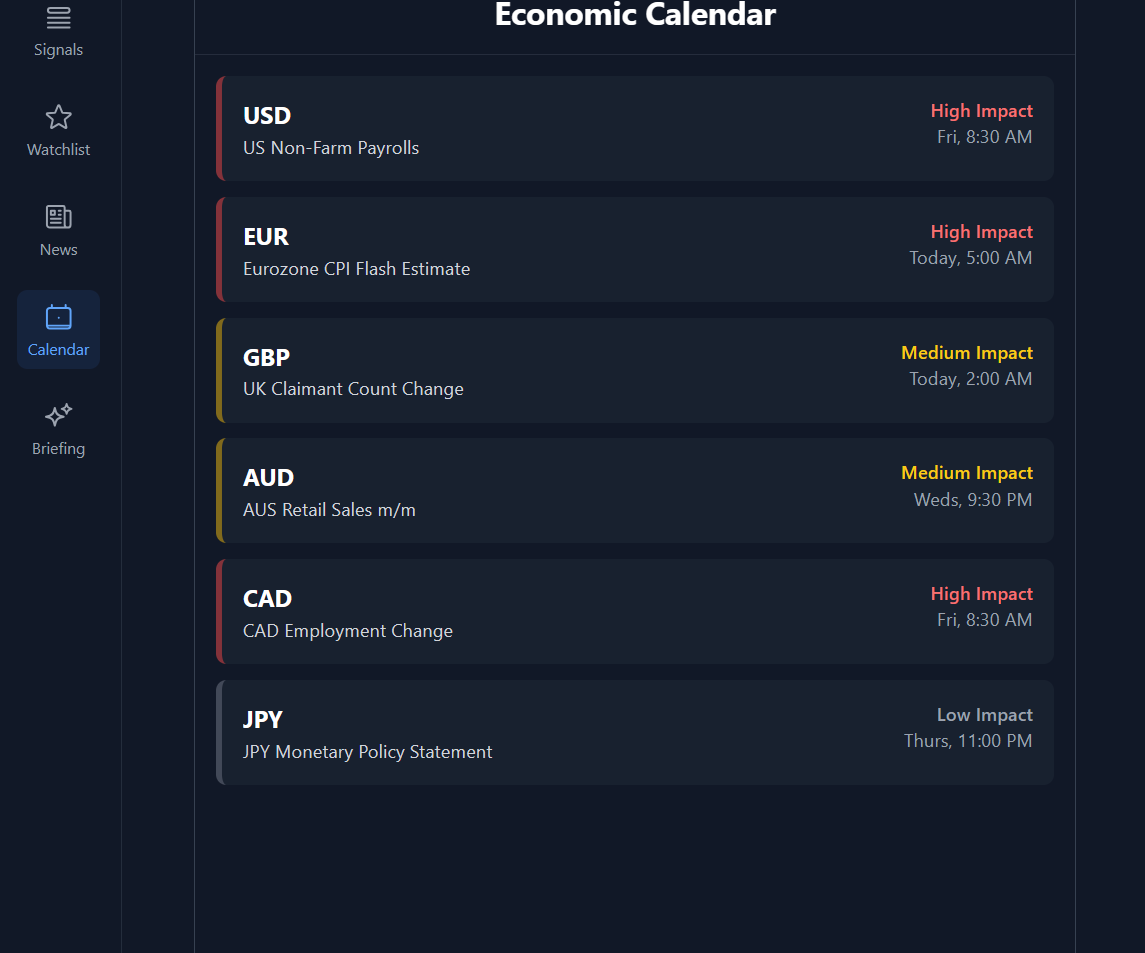 Signals
Watchlist
News
Calendar
Briefing
Economic Calendar
USD
US Non-Farm Payrolls
High Impact
Fri, 8:30 AM
EUR
Eurozone CPI Flash Estimate
High Impact
Today, 5:00 AM
GBP
UK Claimant Count Change
Medium Impact
Today, 2:00 AM
AUD
AUS Retail Sales m/m
Medium Impact
Weds, 9:30 PM
CAD
CAD Employment Change
High Impact
Fri, 8:30 AM
JPY
JPY Monetary Policy Statement
Low Impact
Thurs, 11:00 PM